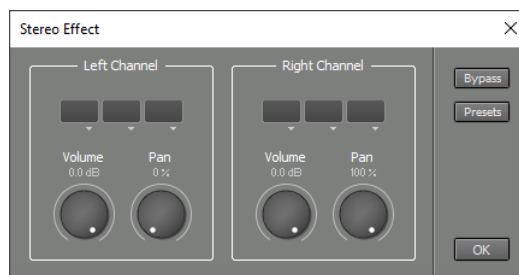 Stereo Effect
Left Channel
Volume
0.0 dB
Pan
0 %
Right Channel
Volume
0.0 dB
Pan
100 %
Bypass
Presets
OK